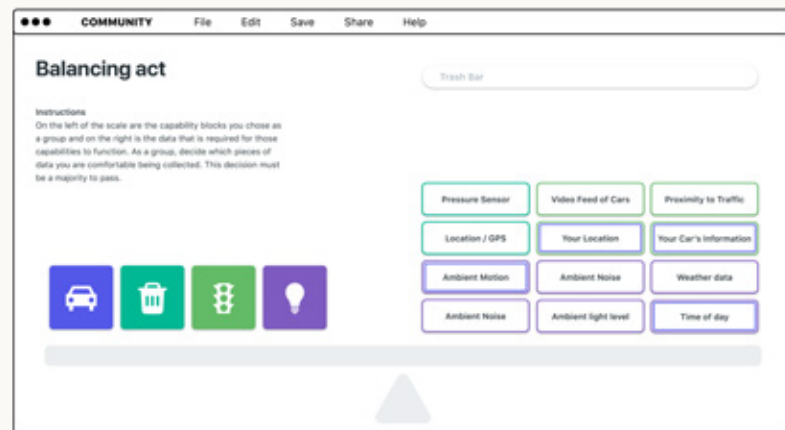 COMMUNITY File Edit Save Share Help
Balancing act
Trash Bar
Instructions
On the left of the scale are the capability blocks you chose as
a group and on the right is the data that is required for those
capabilities to function. As a group, decide which pieces of
data you are comfortable being collected. This decision must
be a majority to pass.
Pressure Sensor Video Feed of Cars Proximity to Traffic
Location / GPS Your Location Your Car's Information
Ambient Motion Ambient Noise Weather data
Ambient Noise Ambient light level Time of day